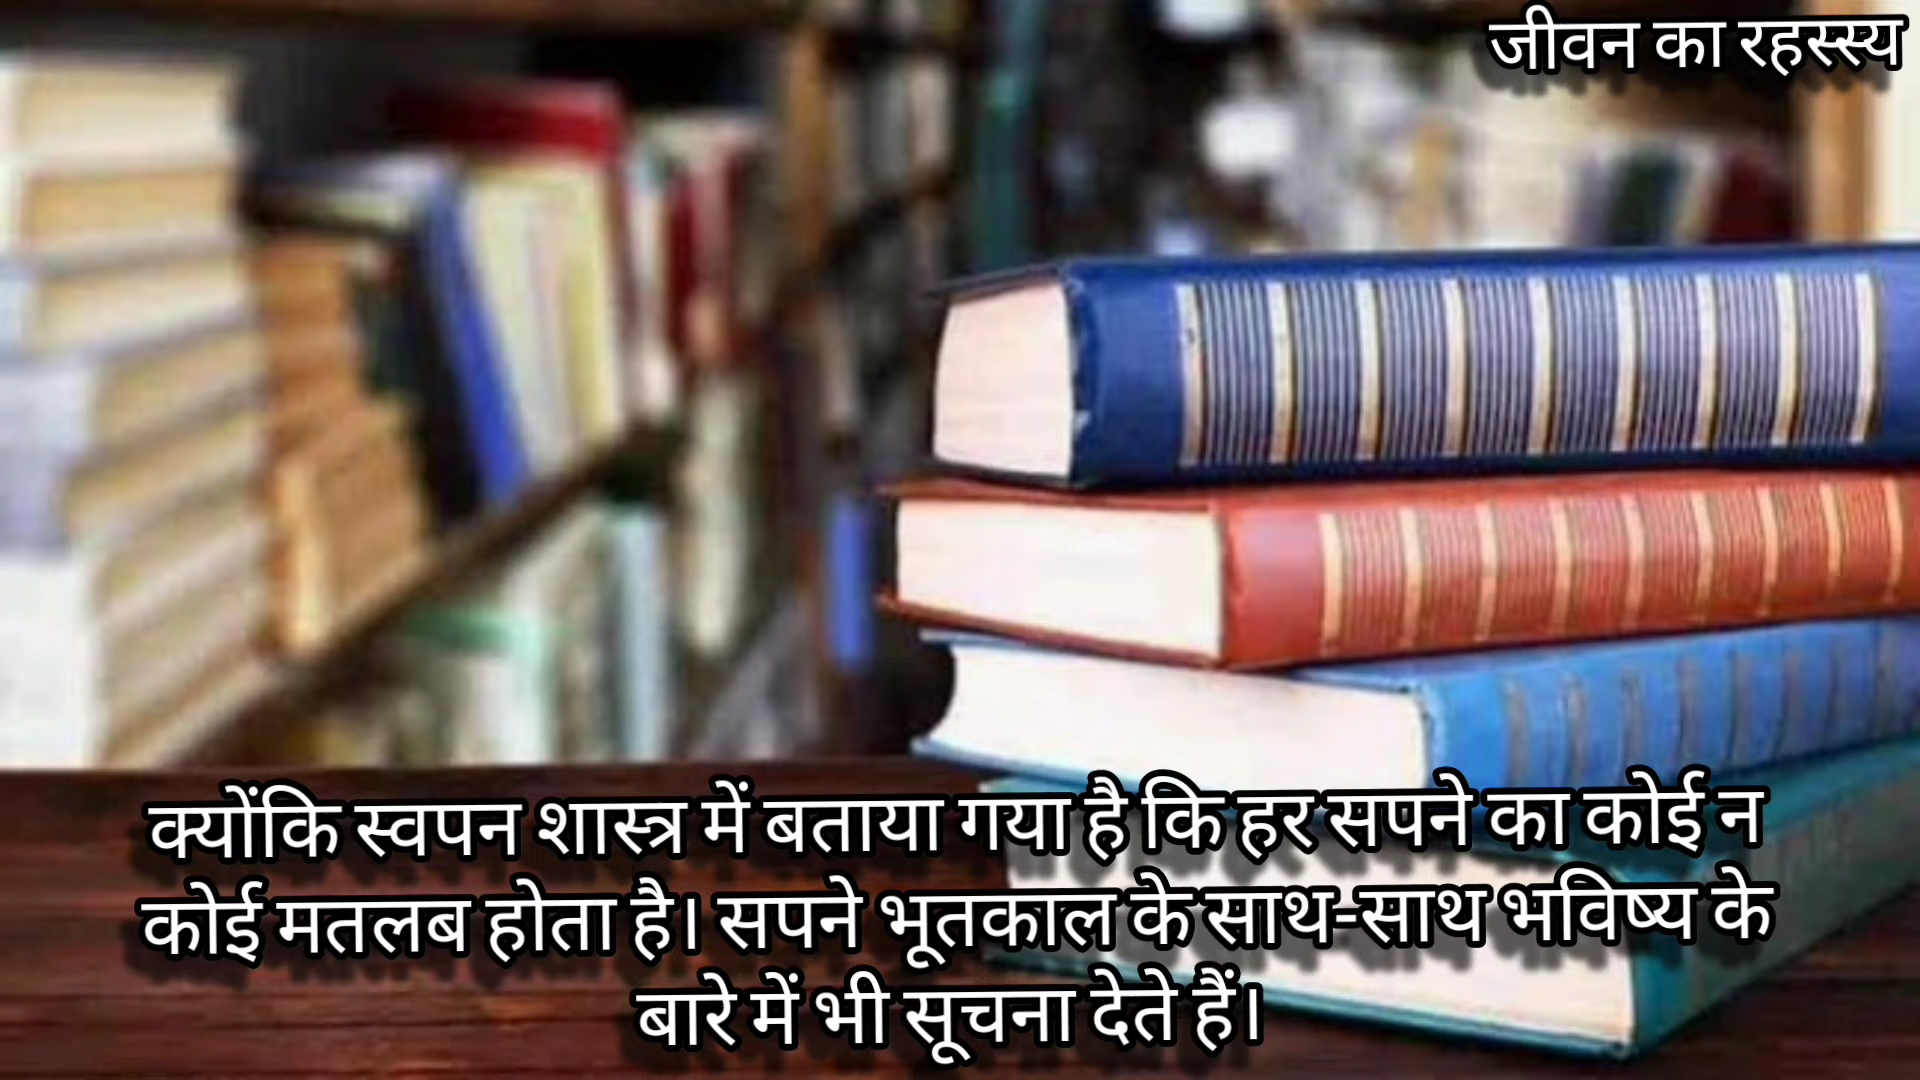 जीवन का रहस्स्य
क्योंकि स्वपन शास्त्र में बताया गया है कि हर सपने का कोई न
कोई मतलब होता है। सपने भूतकाल के साथ-साथ भविष्य के
बारे में भी सूचना देते हैं।